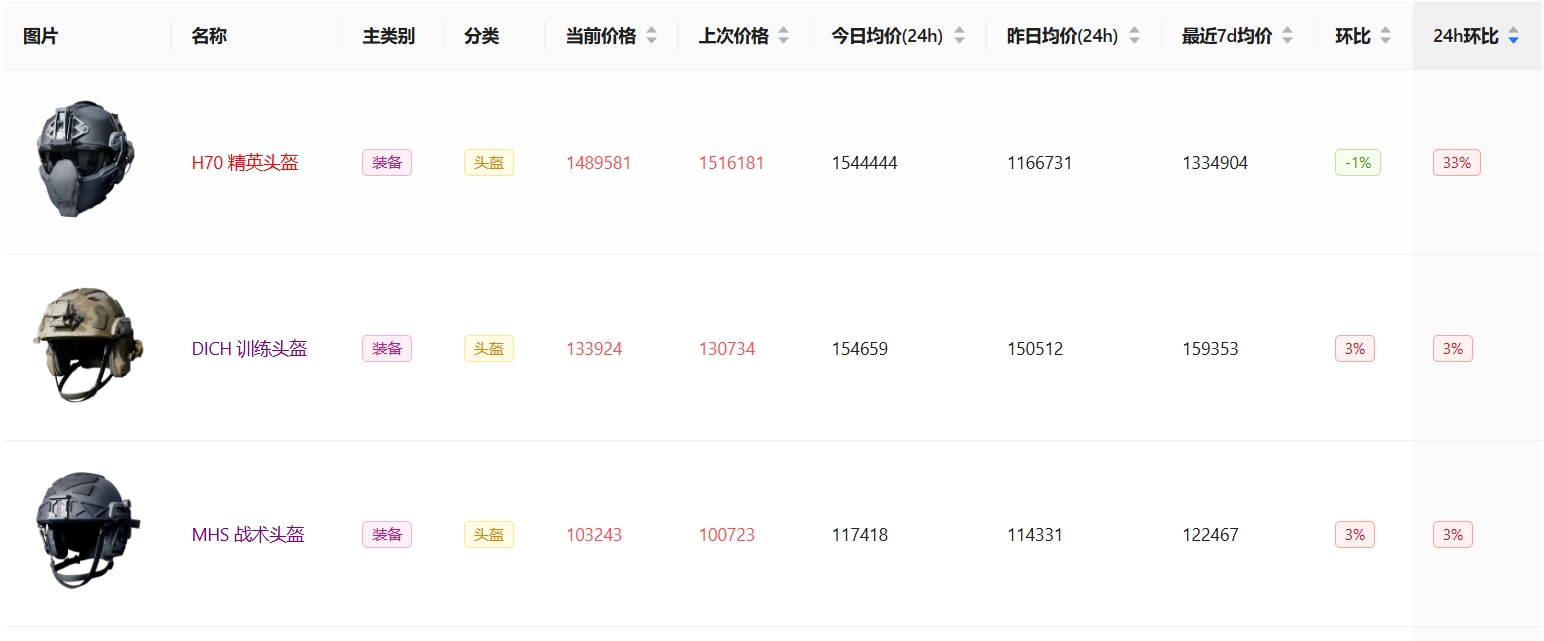 图片 名称 主类别 分类 当前价格 上次价格 今日均价(24h) 昨日均价(24h) 最近7d均价 环比 24h环比
H70 精英头盔 装备 头盔 1489581 1516181 1544444 1166731 1334904 -1% 33%
DICH 训练头盔 装备 头盔 133924 130734 154659 150512 159353 3% 3%
MHS 战术头盔 装备 头盔 103243 100723 117418 114331 122467 3% 3%